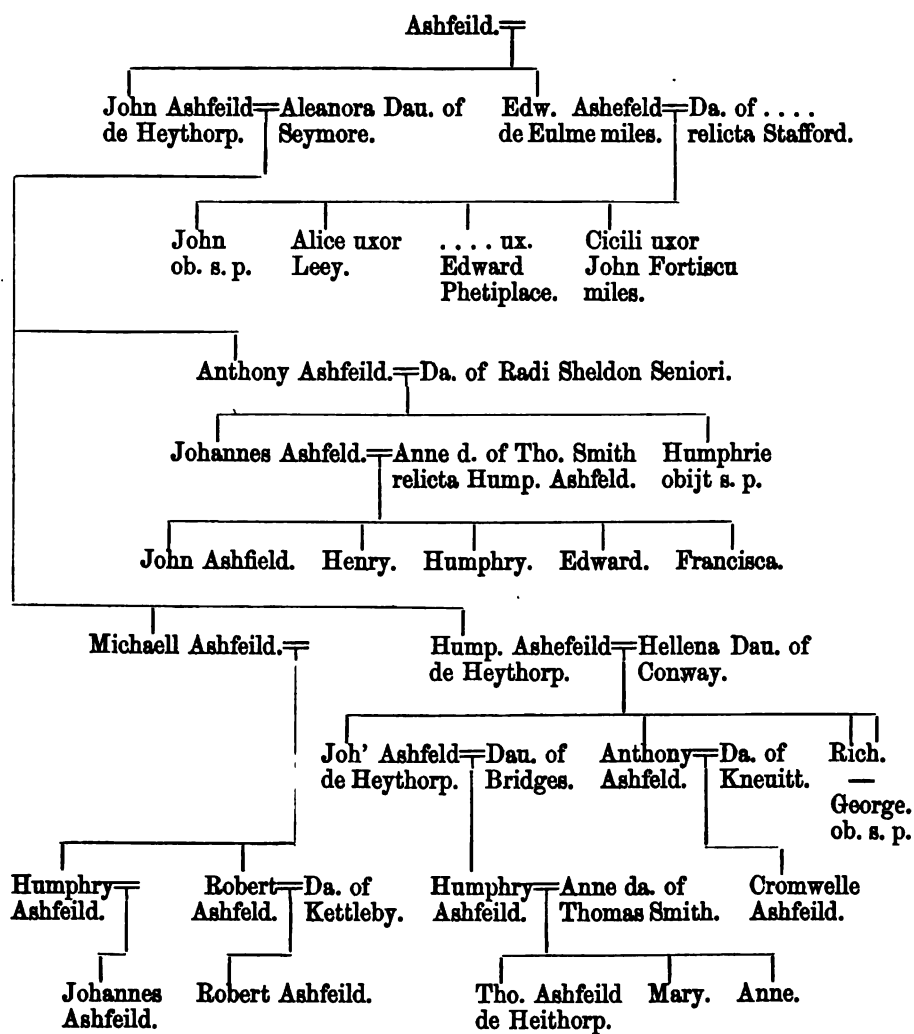 Ashfeild.
John Ashfeild = Aleanora Dau. of
de Heythorp. Seymore.
Edw. Ashefeld = Da. of . . . .
de Eulme miles. relicta Stafford.
John
ob. s. p.
Alice uxor
Leey.
. . . . ux.
Edward
Phetiplace.
Cicili uxor
John Fortiscu
miles.
Anthony Ashfeild. = Da. of Radi Sheldon Seniori.
Johannes Ashfeld. = Anne d. of Tho. Smith
relicta Hump. Ashfeld.
Humphrie
obijt s. p.
John Ashfield. Henry. Humphry. Edward. Francisca.
Michaell Ashfeild.
Hump. Ashefeild = Hellena Dau. of
de Heythorp. Conway.
Joh' Ashfeld = Dau. of
de Heythorp. Bridges.
Anthony = Da. of
Ashfeld. Kneuitt.
Rich.
—
George.
ob. s. p.
Humphry
Ashfeild.
Robert = Da. of
Ashfeld. Kettleby.
Humphry = Anne da. of
Ashfeild. Thomas Smith.
Cromwelle
Ashfeild.
Johannes
Ashfeild.
Robert Ashfeild.
Tho. Ashfeild
de Heithorp.
Mary. Anne.